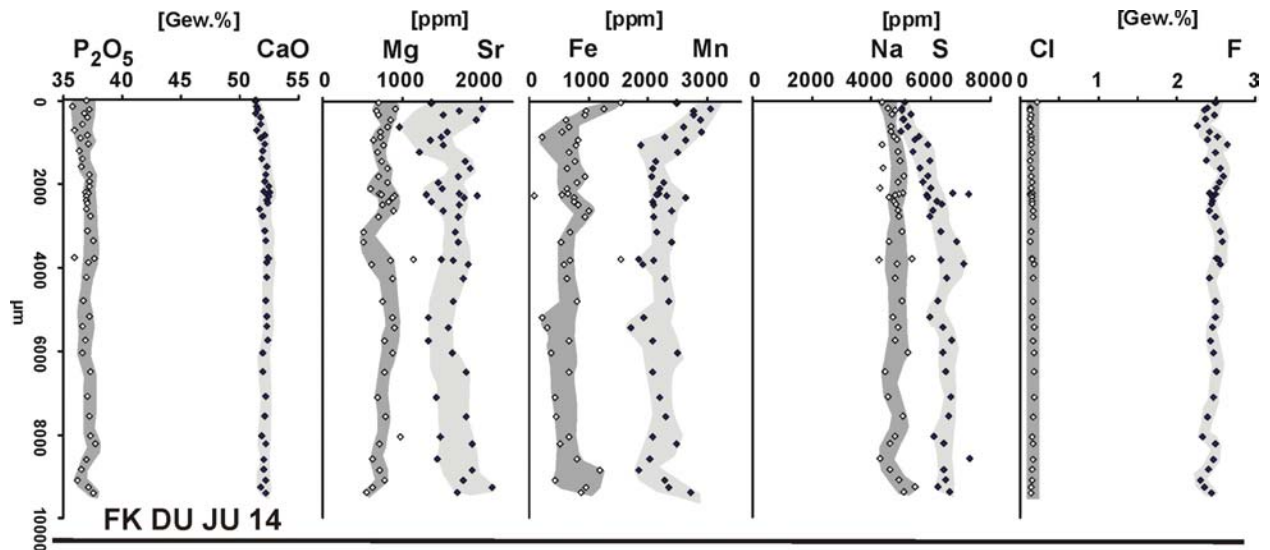 [Gew.%] [ppm] [ppm] [ppm] [Gew.%]
P2O5 CaO Mg Sr Fe Mn Na S Cl F
35 40 45 50 55 0 1000 2000 0 1000 2000 3000 0 2000 4000 6000 8000 0 1 2 3
0
2000
4000
µm
6000
8000
10000
FK DU JU 14